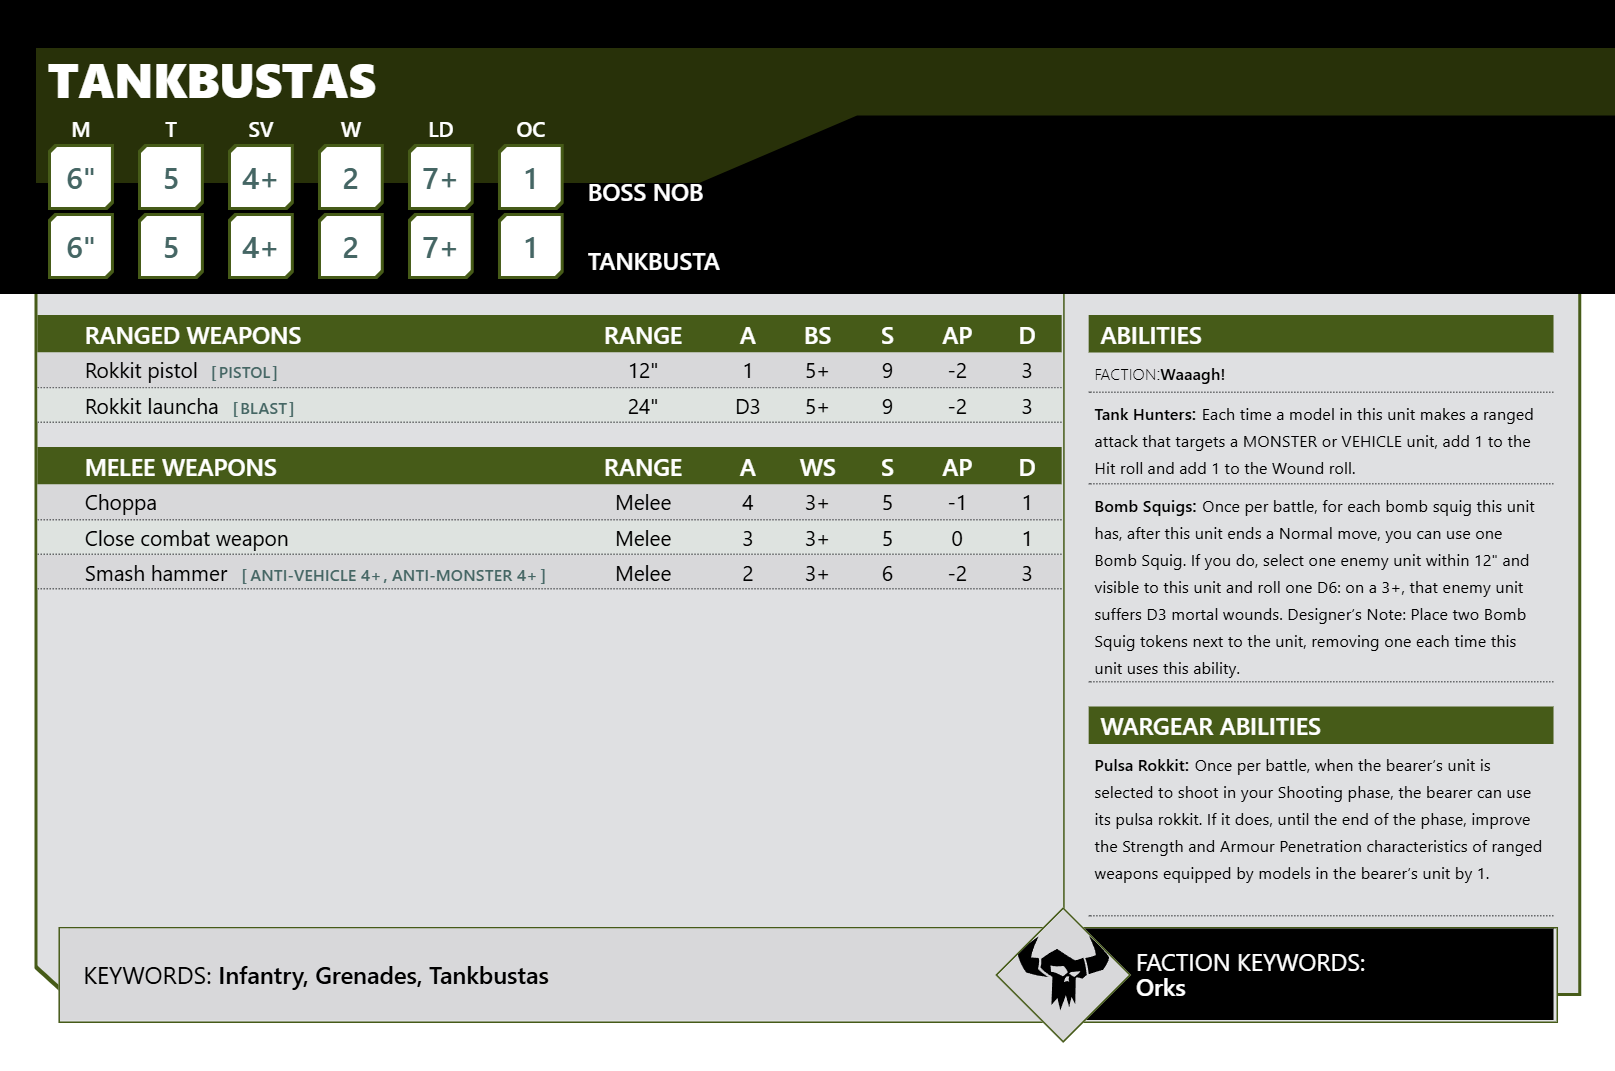 TANKBUSTAS
M T SV W LD OC
6" 5 4+ 2 7+ 1 BOSS NOB
6" 5 4+ 2 7+ 1 TANKBUSTA
RANGED WEAPONS RANGE A BS S AP D
Rokkit pistol [PISTOL] 12" 1 5+ 9 -2 3
Rokkit launcha [BLAST] 24" D3 5+ 9 -2 3
MELEE WEAPONS RANGE A WS S AP D
Choppa Melee 4 3+ 5 -1 1
Close combat weapon Melee 3 3+ 5 0 1
Smash hammer [ANTI-VEHICLE 4+, ANTI-MONSTER 4+] Melee 2 3+ 6 -2 3
ABILITIES
FACTION:Waaagh!
Tank Hunters: Each time a model in this unit makes a ranged
attack that targets a MONSTER or VEHICLE unit, add 1 to the
Hit roll and add 1 to the Wound roll.
Bomb Squigs: Once per battle, for each bomb squig this unit
has, after this unit ends a Normal move, you can use one
Bomb Squig. If you do, select one enemy unit within 12" and
visible to this unit and roll one D6: on a 3+, that enemy unit
suffers D3 mortal wounds. Designer's Note: Place two Bomb
Squig tokens next to the unit, removing one each time this
unit uses this ability.
WARGEAR ABILITIES
Pulsa Rokkit: Once per battle, when the bearer's unit is
selected to shoot in your Shooting phase, the bearer can use
its pulsa rokkit. If it does, until the end of the phase, improve
the Strength and Armour Penetration characteristics of ranged
weapons equipped by models in the bearer's unit by 1.
KEYWORDS: Infantry, Grenades, Tankbustas
FACTION KEYWORDS:
Orks